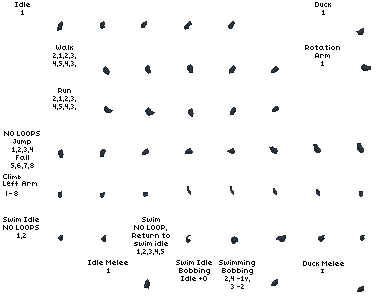 Idle
1
Duck
1
Walk
2,1,2,3,
4,5,4,3,
Rotation
Arm
1
Run
2,1,2,3,
4,5,4,3,
NO LOOPS
Jump
1,2,3,4
Fall
5,6,7,8
Climb
Left Arm
1-8
Swim Idle
NO LOOPS
1,2
Swim
NO LOOP,
Return to
swim idle
1,2,3,4,5
Idle Melee
1
Swim Idle
Bobbing
Idle +0
Swimming
Bobbing
2,4 -1v,
3 -2
Duck Melee
1